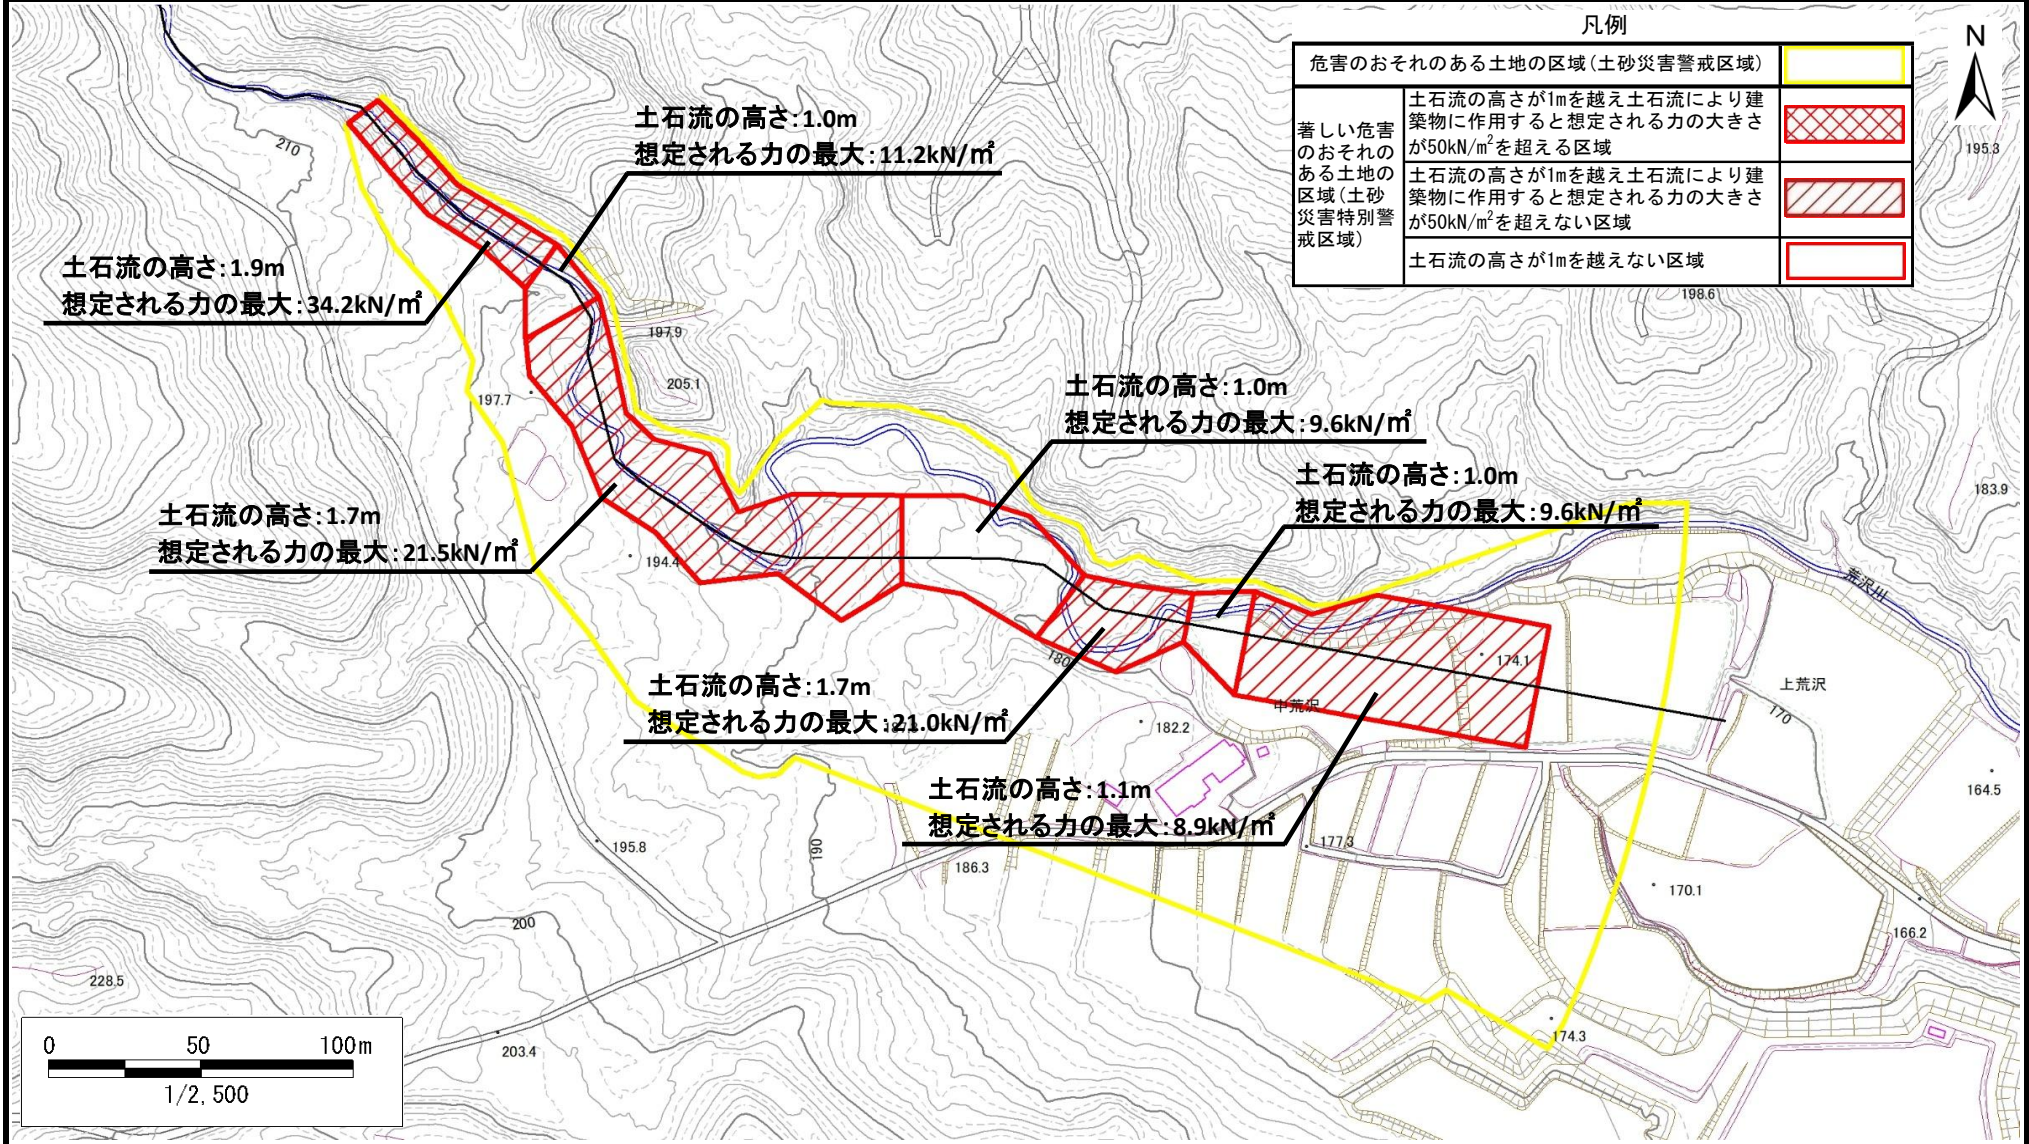 凡例
N
危害のおそれのある土地の区域(土砂災害警戒区域)
著しい危害
のおそれの
ある土地の
区域(土砂
災害特別警
戒区域)
土石流の高さが1mを越え土石流により建
築物に作用すると想定される力の大きさ
が50kN/m²を超える区域
土石流の高さが1mを越え土石流により建
築物に作用すると想定される力の大きさ
が50kN/m²を超えない区域
土石流の高さが1mを越えない区域
土石流の高さ:1.0m
想定される力の最大:11.2kN/㎡
土石流の高さ:1.9m
想定される力の最大:34.2kN/㎡
土石流の高さ:1.0m
想定される力の最大:9.6kN/㎡
土石流の高さ:1.0m
想定される力の最大:9.6kN/㎡
土石流の高さ:1.7m
想定される力の最大:21.5kN/㎡
土石流の高さ:1.7m
想定される力の最大:21.0kN/㎡
土石流の高さ:1.1m
想定される力の最大:8.9kN/㎡
210
195.3
198.6
197.9
205.1
197.7
183.9
194.4
荒沢川
180
174.1
上荒沢
中荒沢
170
182.2
164.5
177.3
195.8
190
186.3
170.1
200
166.2
228.5
174.3
203.4
0 50 100m
1/2,500